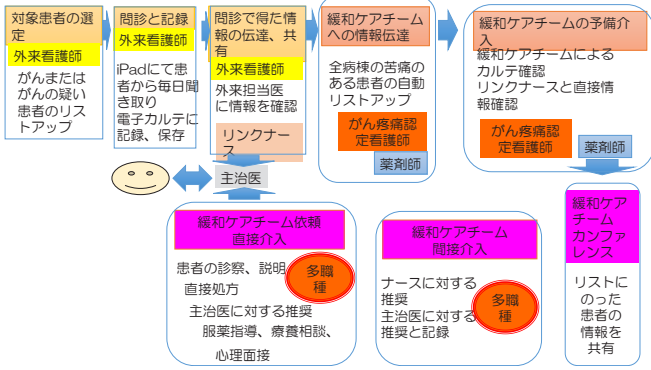 対象患者の選
定
外来看護師
がんまたは
がんの疑い
患者のリス
トアップ
問診と記録
外来看護師
iPadにて患
者から毎日聞
き取り
電子カルテに
記録、保存
問診で得た情
報の伝達、共
有
外来看護師
外来担当医
に情報を確認
リンクナー
ス
主治医
緩和ケアチーム
への情報伝達
全病棟の苦痛の
ある患者の自動
リストアップ
がん疼痛認
定看護師
薬剤師
緩和ケアチームの予備介
入
緩和ケアチームによる
カルテ確認
リンクナースと直接情
報確認
がん疼痛認
定看護師
薬剤師
緩和ケアチーム依頼
直接介入
患者の診察、説明
直接処方
主治医に対する推奨
服薬指導、療養相談、
心理面接
多職
種
緩和ケアチーム
間接介入
ナースに対する
推奨
主治医に対する
推奨と記録
多職
種
緩和ケ
アチー
ム
カンファ
レンス
リストに
のった
患者の
情報を
共有